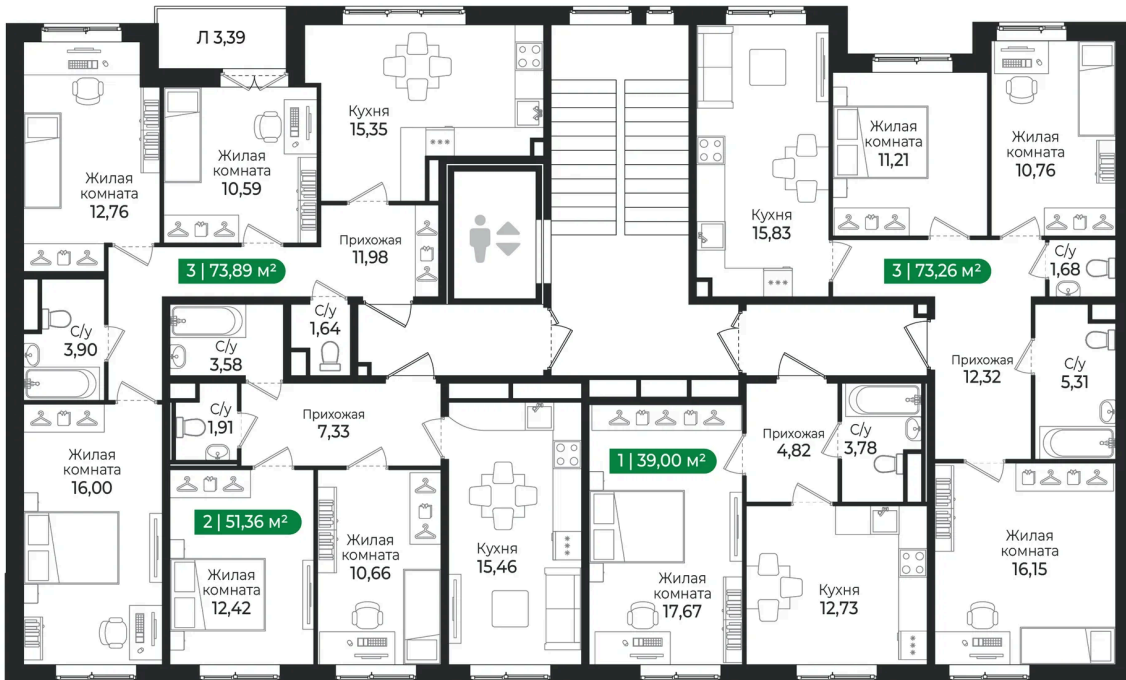 Л 3,39
Жилая
комната
12,76
Жилая
комната
10,59
Кухня
15,35
Прихожая
11,98
3 | 73,89 м²
С/у
3,90
С/у
3,58
С/у
1,64
Жилая
комната
16,00
С/у
1,91
Прихожая
7,33
2 | 51,36 м²
Жилая
комната
12,42
Жилая
комната
10,66
Кухня
15,46
1 | 39,00 м²
Жилая
комната
17,67
Прихожая
4,82
С/у
3,78
Кухня
12,73
Кухня
15,83
Жилая
комната
11,21
Жилая
комната
10,76
3 | 73,26 м²
С/у
1,68
Прихожая
12,32
С/у
5,31
Жилая
комната
16,15